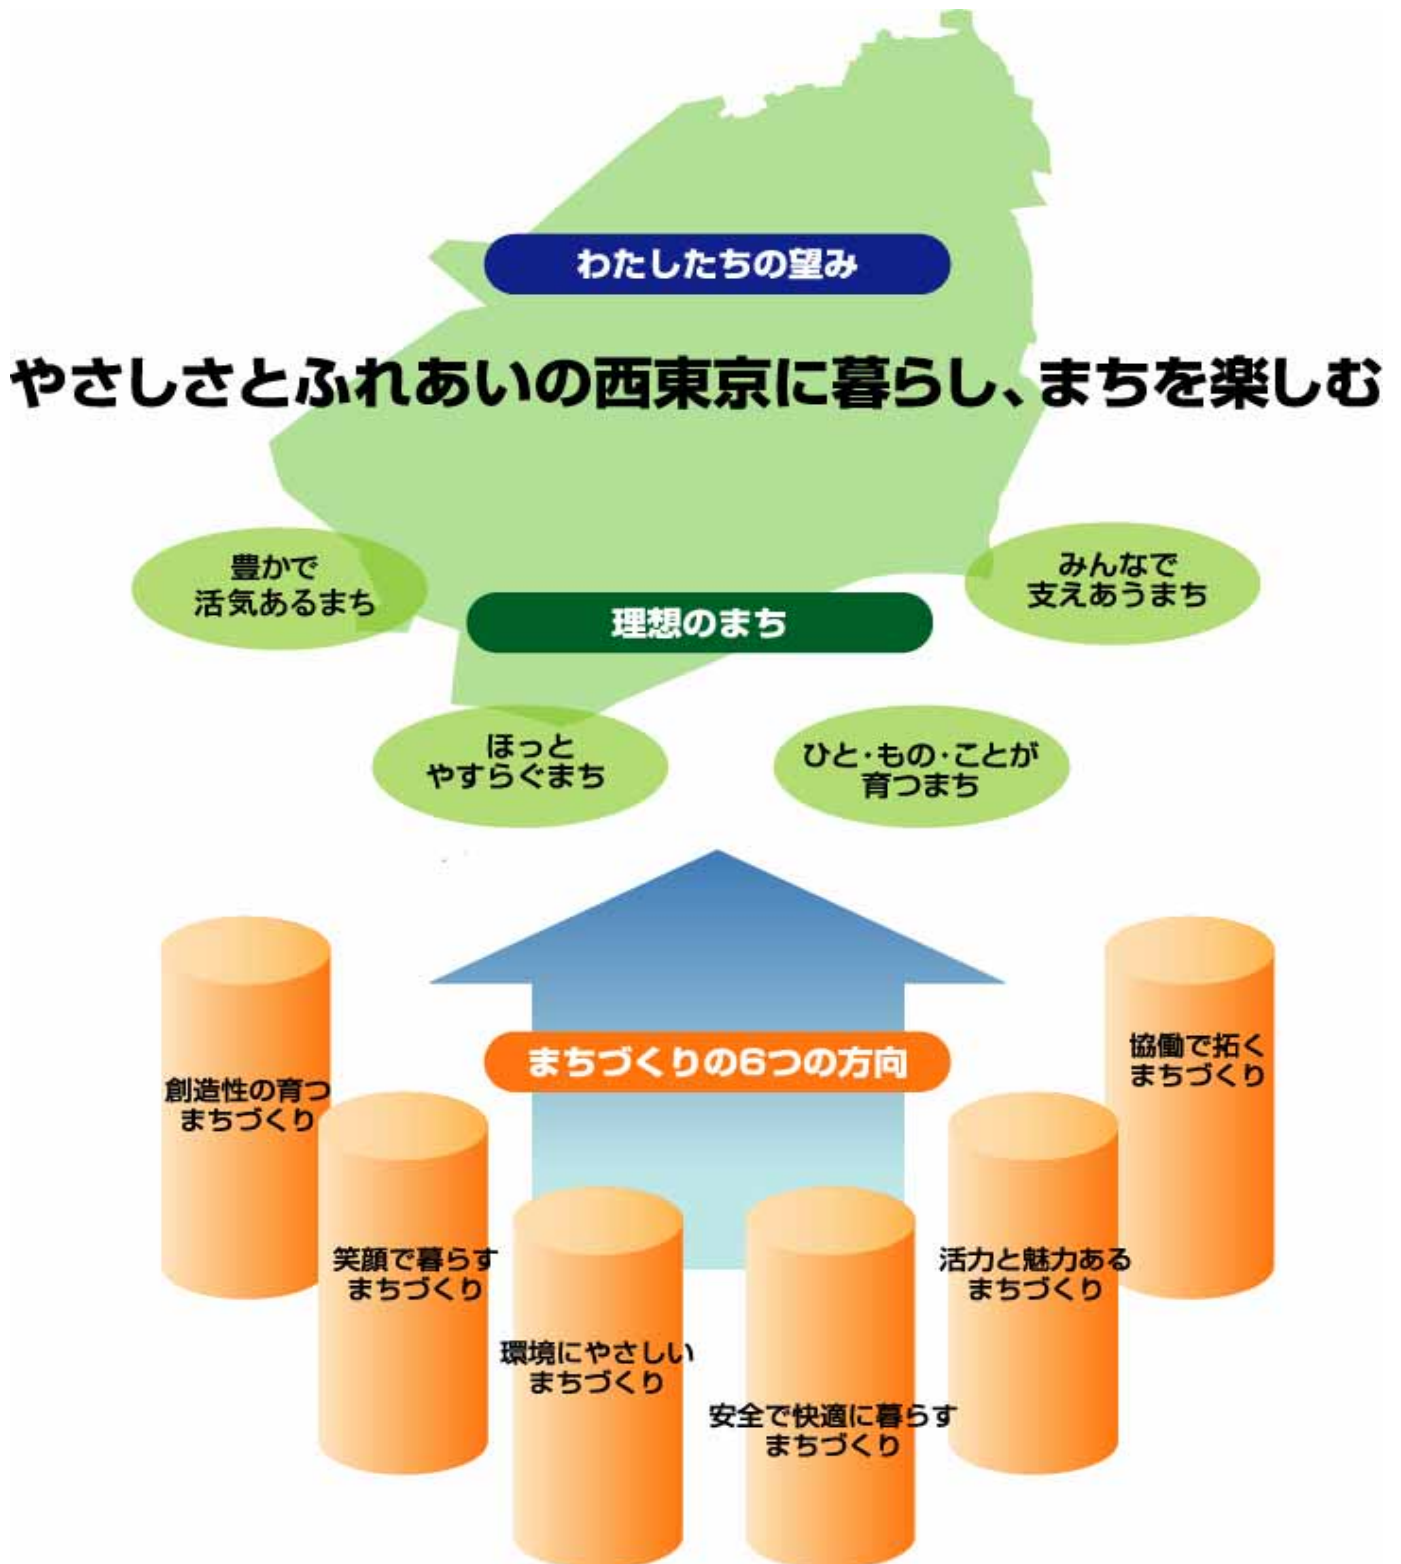 わたしたちの望み
やさしさとふれあいの西東京に暮らし、まちを楽しむ
豊かで
活気あるまち
みんなで
支えあうまち
理想のまち
ほっと
やすらぐまち
ひと・もの・ことが
育つまち
まちづくりの6つの方向
創造性の育つ
まちづくり
笑顔で暮らす
まちづくり
環境にやさしい
まちづくり
安全で快適に暮らす
まちづくり
活力と魅力ある
まちづくり
協働で拓く
まちづくり